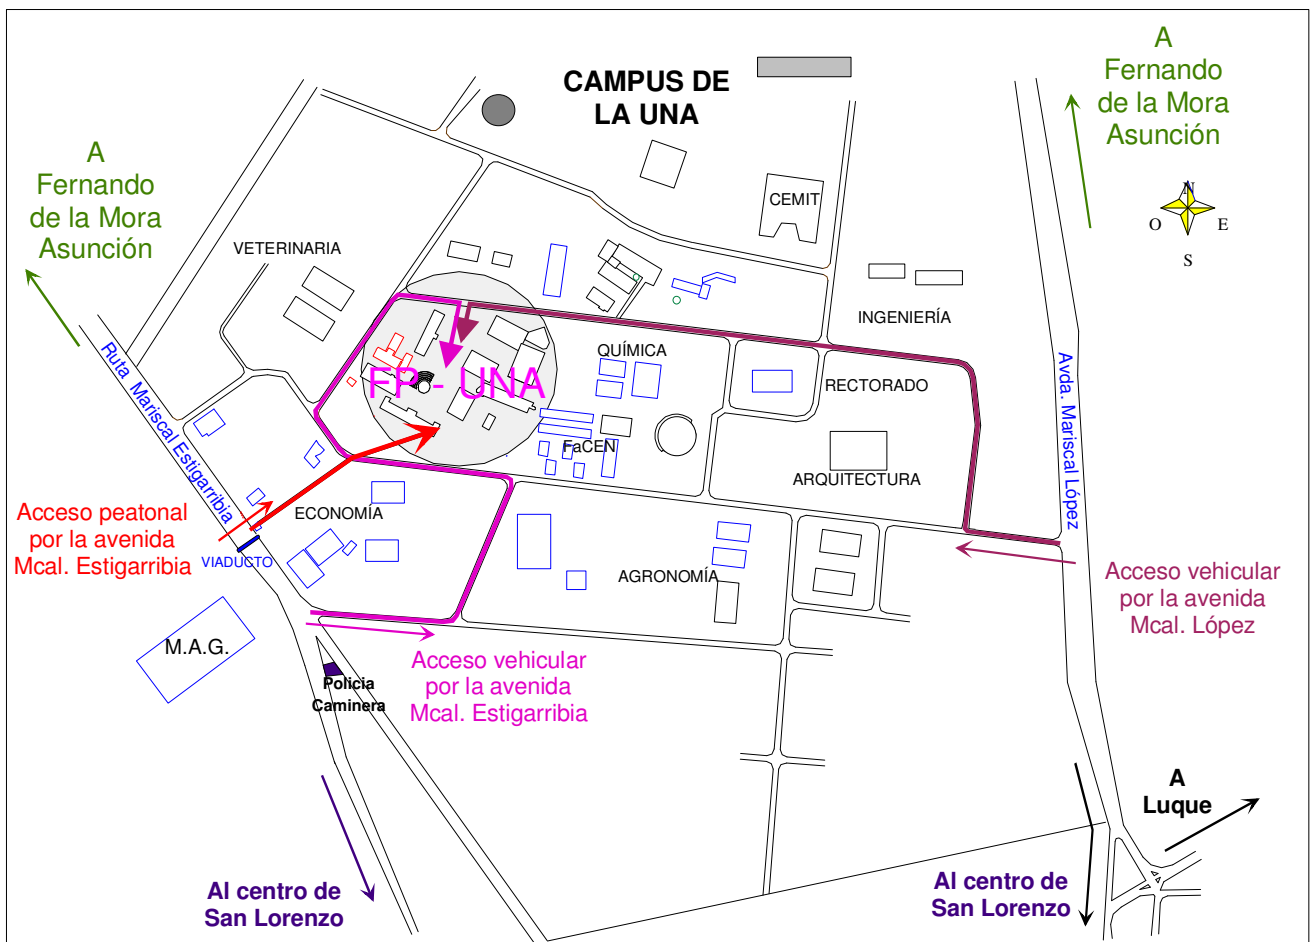 CAMPUS DE
LA UNA
A
Fernando
de la Mora
Asunción
A
Fernando
de la Mora
Asunción
N
O
E
S
CEMIT
VETERINARIA
INGENIERÍA
Ruta Mariscal Estigarribia
QUÍMICA
RECTORADO
Avda. Mariscal López
FP - UNA
FaCEN
ARQUITECTURA
Acceso peatonal
por la avenida
Mcal. Estigarribia
ECONOMÍA
VIADUCTO
AGRONOMÍA
Acceso vehicular
por la avenida
Mcal. López
M.A.G.
Acceso vehicular
por la avenida
Mcal. Estigarribia
Policia
Caminera
A
Luque
Al centro de
San Lorenzo
Al centro de
San Lorenzo